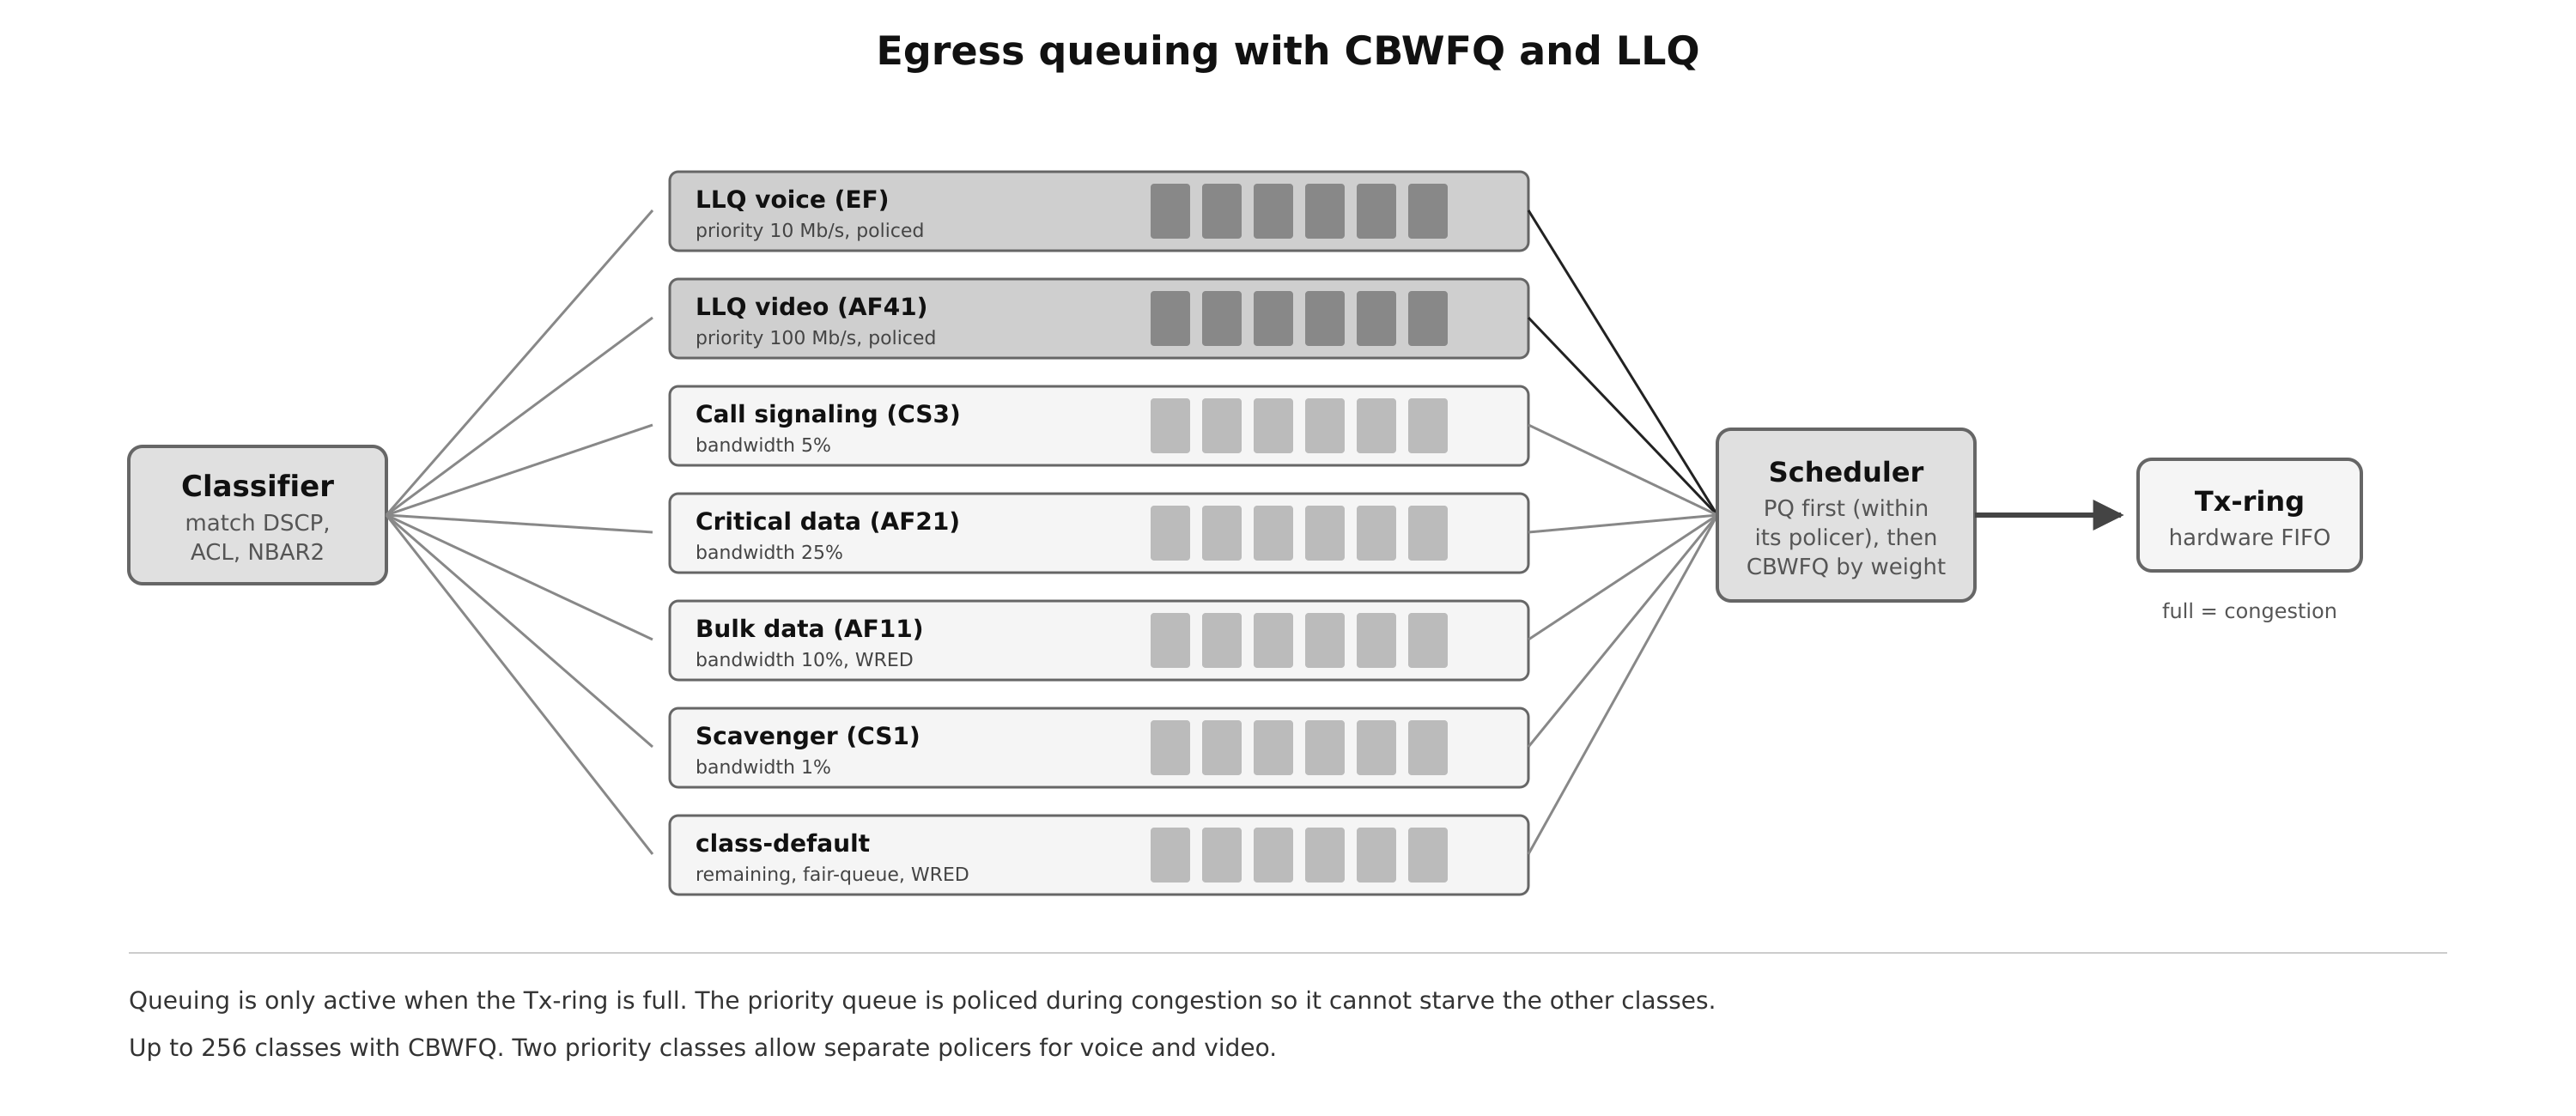 Egress queuing with CBWFQ and LLQ
LLQ voice (EF)
priority 10 Mb/s, policed
LLQ video (AF41)
priority 100 Mb/s, policed
Call signaling (CS3)
bandwidth 5%
Critical data (AF21)
bandwidth 25%
Bulk data (AF11)
bandwidth 10%, WRED
Scavenger (CS1)
bandwidth 1%
class-default
remaining, fair-queue, WRED
Classifier
match DSCP,
ACL, NBAR2
Scheduler
PQ first (within
its policer), then
CBWFQ by weight
Tx-ring
hardware FIFO
full = congestion
Queuing is only active when the Tx-ring is full. The priority queue is policed during congestion so it cannot starve the other classes.
Up to 256 classes with CBWFQ. Two priority classes allow separate policers for voice and video.